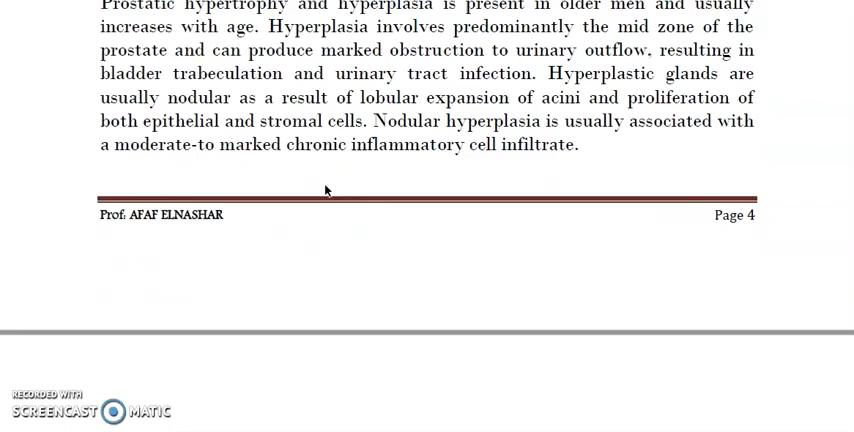 Prostatic hypertrophy and hyperplasia is present in older men and usually
increases with age. Hyperplasia involves predominantly the mid zone of the
prostate and can produce marked obstruction to urinary outflow, resulting in
bladder trabeculation and urinary tract infection. Hyperplastic glands are
usually nodular as a result of lobular expansion of acini and proliferation of
both epithelial and stromal cells. Nodular hyperplasia is usually associated with
a moderate-to marked chronic inflammatory cell infiltrate.
Prof: AFAF ELNASHAR Page 4
RECORDED WITH
SCREENCAST MATIC